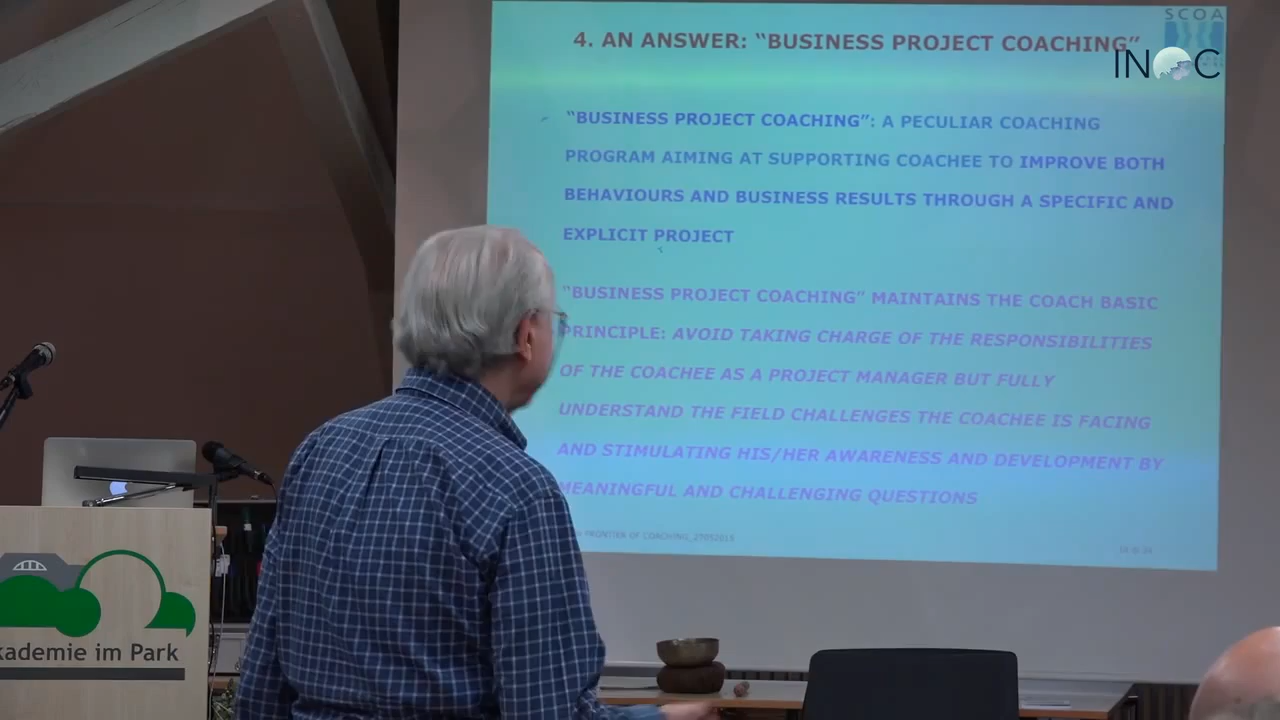 SCOA
4. AN ANSWER: “BUSINESS PROJECT COACHING”
INOC
“BUSINESS PROJECT COACHING”: A PECULIAR COACHING
PROGRAM AIMING AT SUPPORTING COACHEE TO IMPROVE BOTH
BEHAVIOURS AND BUSINESS RESULTS THROUGH A SPECIFIC AND
EXPLICIT PROJECT
“BUSINESS PROJECT COACHING” MAINTAINS THE COACH BASIC
PRINCIPLE: AVOID TAKING CHARGE OF THE RESPONSIBILITIES
OF THE COACHEE AS A PROJECT MANAGER BUT FULLY
UNDERSTAND THE FIELD CHALLENGES THE COACHEE IS FACING
AND STIMULATING HIS/HER AWARENESS AND DEVELOPMENT BY
MEANINGFUL AND CHALLENGING QUESTIONS
FRONTIER OF COACHING_27052016
kademie im Park